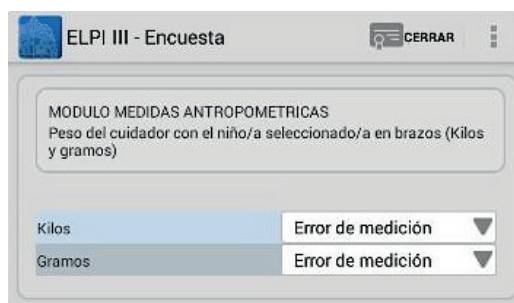 ELPI III - Encuesta
CERRAR
MODULO MEDIDAS ANTROPOMETRICAS
Peso del cuidador con el niño/a seleccionado/a en brazos (Kilos
y gramos)
Kilos Error de medición
Gramos Error de medición